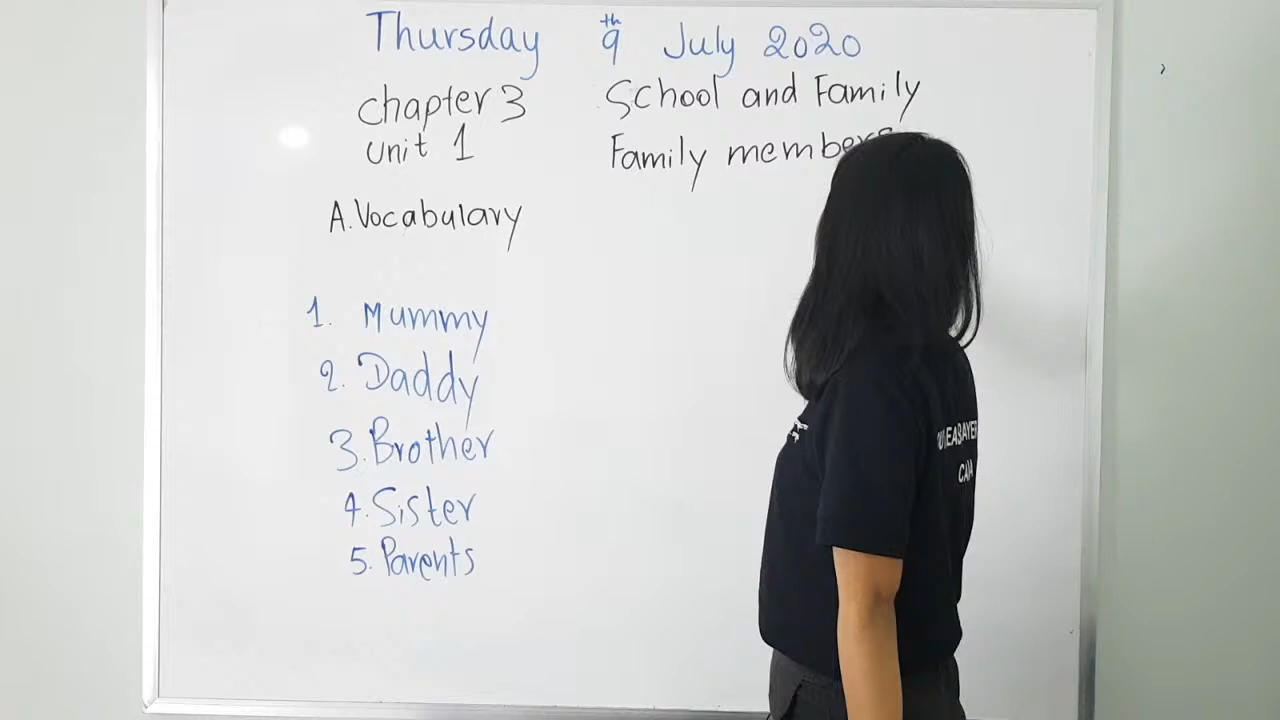 Thursday 9th July 2020
Chapter 3 School and Family
Unit 1 Family members
A. Vocabulary
1. Mummy
2. Daddy
3. Brother
4. Sister
5. Parents